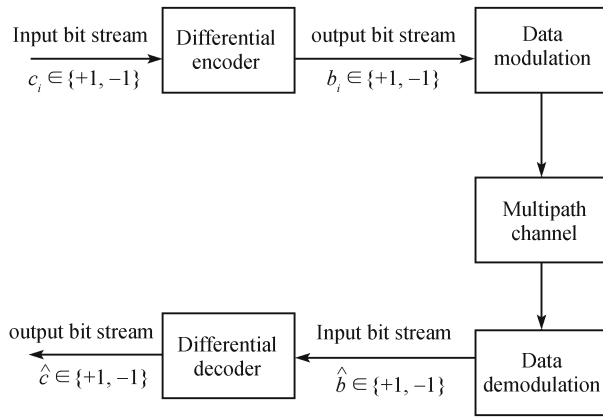 Input bit stream
c_i ∈ {+1, –1}
Differential
encoder
output bit stream
b_i ∈ {+1, –1}
Data
modulation
Multipath
channel
Data
demodulation
Input bit stream
b̂ ∈ {+1, –1}
Differential
decoder
output bit stream
ĉ ∈ {+1, –1}